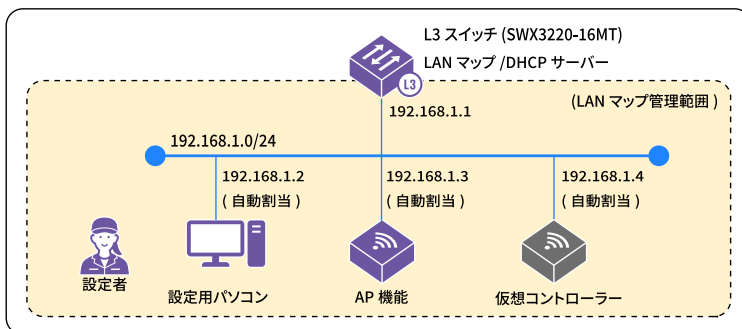 L3 スイッチ (SWX3220-16MT)
LAN マップ /DHCP サーバー
L3
192.168.1.1
(LAN マップ管理範囲 )
192.168.1.0/24
192.168.1.2
( 自動割当 )
192.168.1.3
( 自動割当 )
192.168.1.4
( 自動割当 )
設定者
設定用パソコン
AP 機能
仮想コントローラー